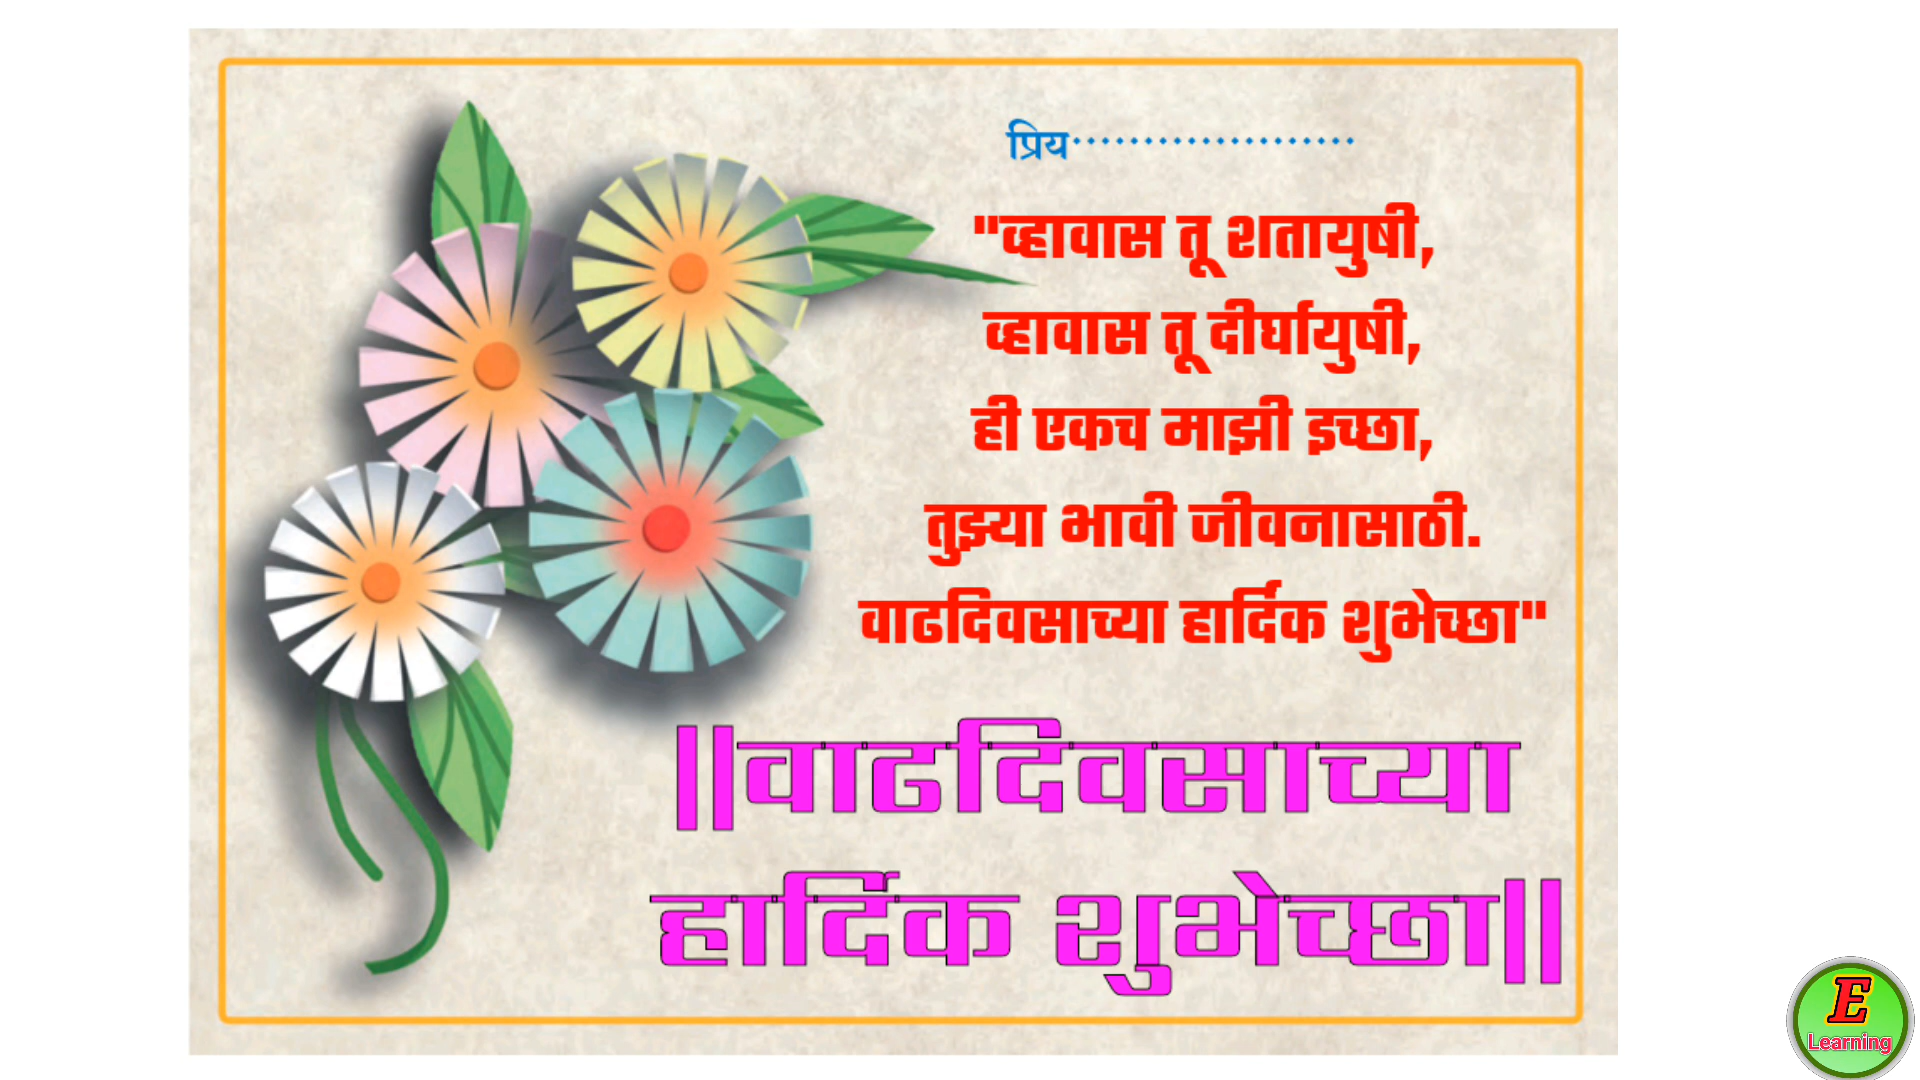 प्रिय····················
"व्हावास तू शतायुषी,
व्हावास तू दीर्घायुषी,
ही एकच माझी इच्छा,
तुझ्या भावी जीवनासाठी.
वाढदिवसाच्या हार्दिक शुभेच्छा"
||वाढदिवसाच्या
हार्दिक शुभेच्छा||
E
Learning